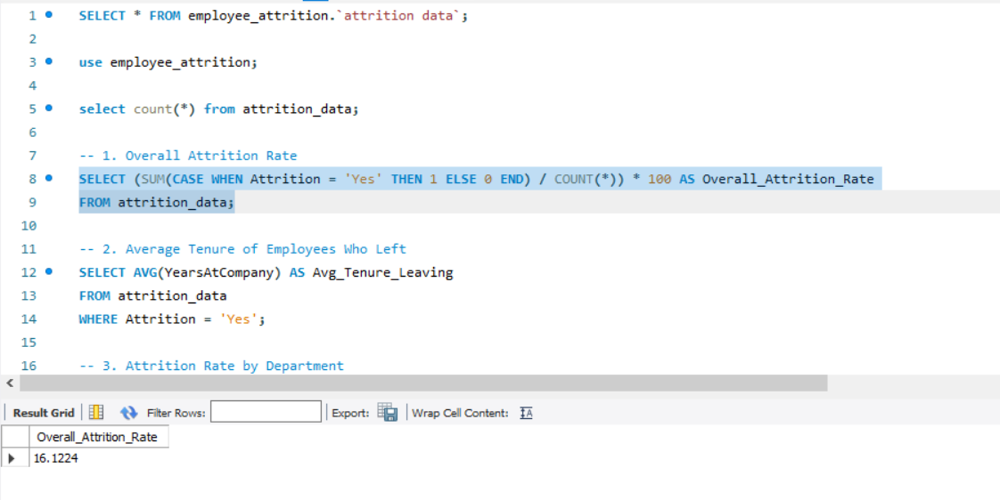 1 SELECT * FROM employee_attrition.`attrition data`;
2
3 use employee_attrition;
4
5 select count(*) from attrition_data;
6
7 -- 1. Overall Attrition Rate
8 SELECT (SUM(CASE WHEN Attrition = 'Yes' THEN 1 ELSE 0 END) / COUNT(*)) * 100 AS Overall_Attrition_Rate
9 FROM attrition_data;
10
11 -- 2. Average Tenure of Employees Who Left
12 SELECT AVG(YearsAtCompany) AS Avg_Tenure_Leaving
13 FROM attrition_data
14 WHERE Attrition = 'Yes';
15
16 -- 3. Attrition Rate by Department
Result Grid Filter Rows: Export: Wrap Cell Content: IA
Overall_Attrition_Rate
16.1224